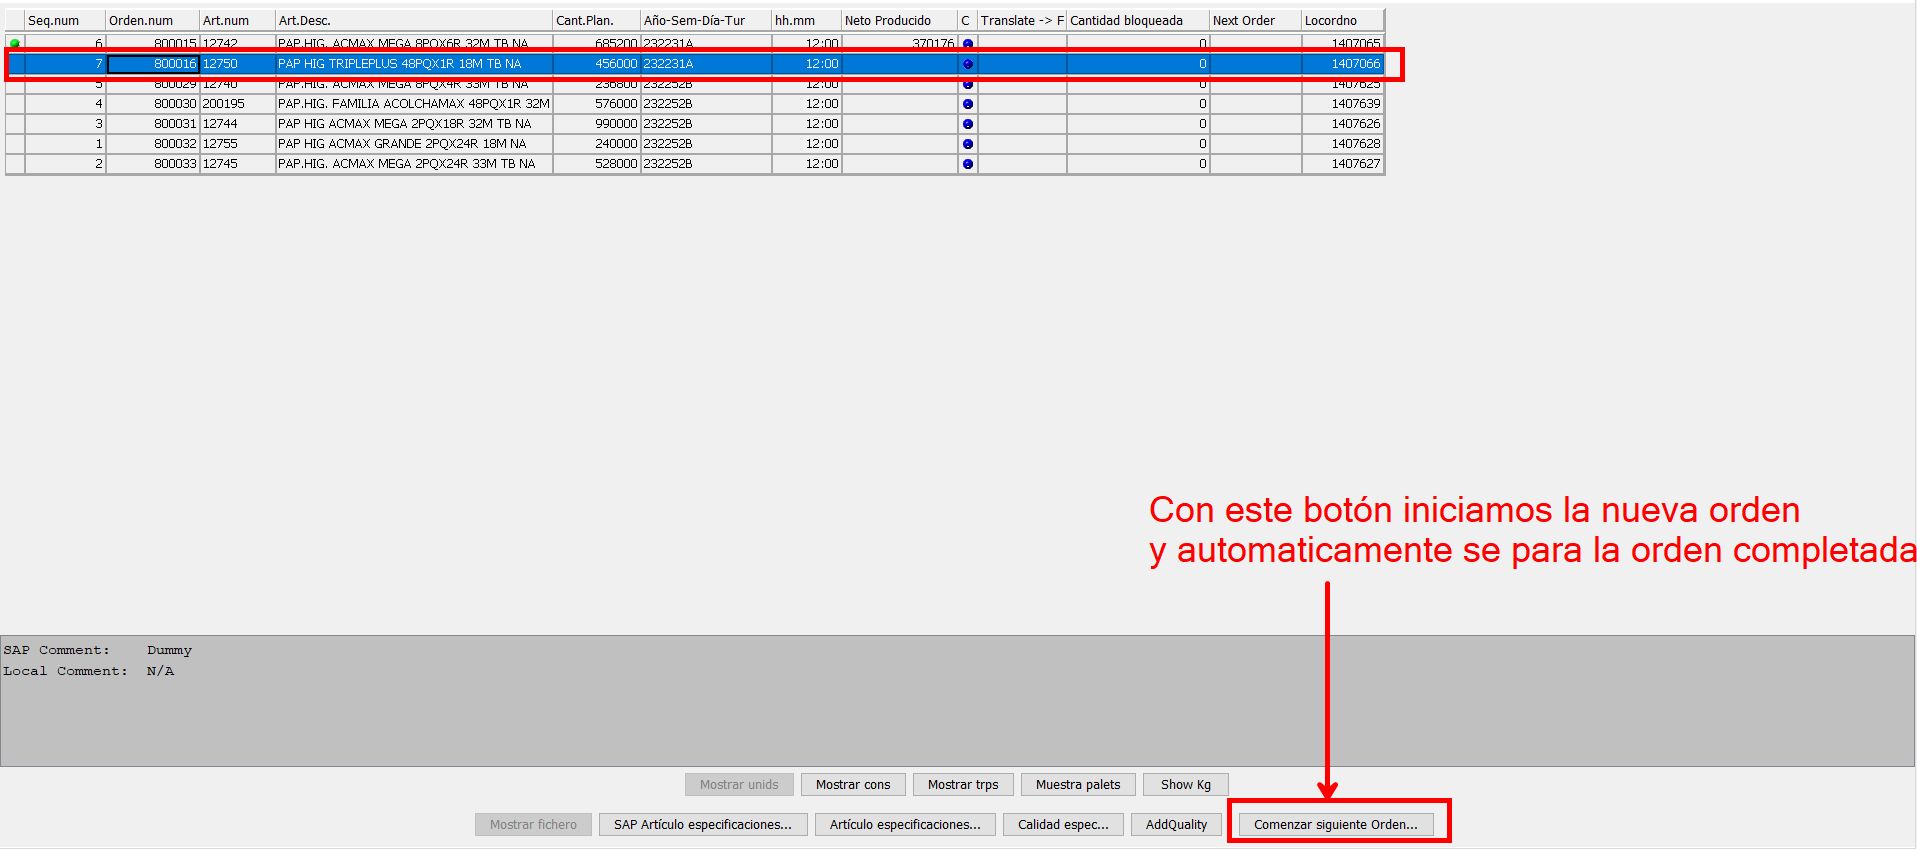 Seq.num Orden.num Art.num Art.Desc. Cant.Plan. Año-Sem-Día-Tur hh.mm Neto Producido C Translate -> F Cantidad bloqueada Next Order Locordno
6 800015 12742 PAP.HIG. ACMAX MEGA 8PQX6R 32M TB NA 685200 232231A 12:00 370176 0 1407065
7 800016 12750 PAP HIG TRIPLEPLUS 48PQX1R 18M TB NA 456000 232231A 12:00 0 1407066
5 800029 12740 PAP.HIG. ACMAX MEGA 8PQX4R 33M TB NA 236800 232252B 12:00 0 1407625
4 800030 200195 PAP.HIG. FAMILIA ACOLCHAMAX 48PQX1R 32M 576000 232252B 12:00 0 1407639
3 800031 12744 PAP HIG ACMAX MEGA 2PQX18R 32M TB NA 990000 232252B 12:00 0 1407626
1 800032 12755 PAP HIG ACMAX GRANDE 2PQX24R 18M NA 240000 232252B 12:00 0 1407628
2 800033 12745 PAP.HIG. ACMAX MEGA 2PQX24R 33M TB NA 528000 232252B 12:00 0 1407627
Con este botón iniciamos la nueva orden
y automaticamente se para la orden completada
SAP Comment: Dummy
Local Comment: N/A
Mostrar unids Mostrar cons Mostrar trps Muestra palets Show Kg
Mostrar fichero SAP Artículo especificaciones... Artículo especificaciones... Calidad espec... AddQuality Comenzar siguiente Orden...